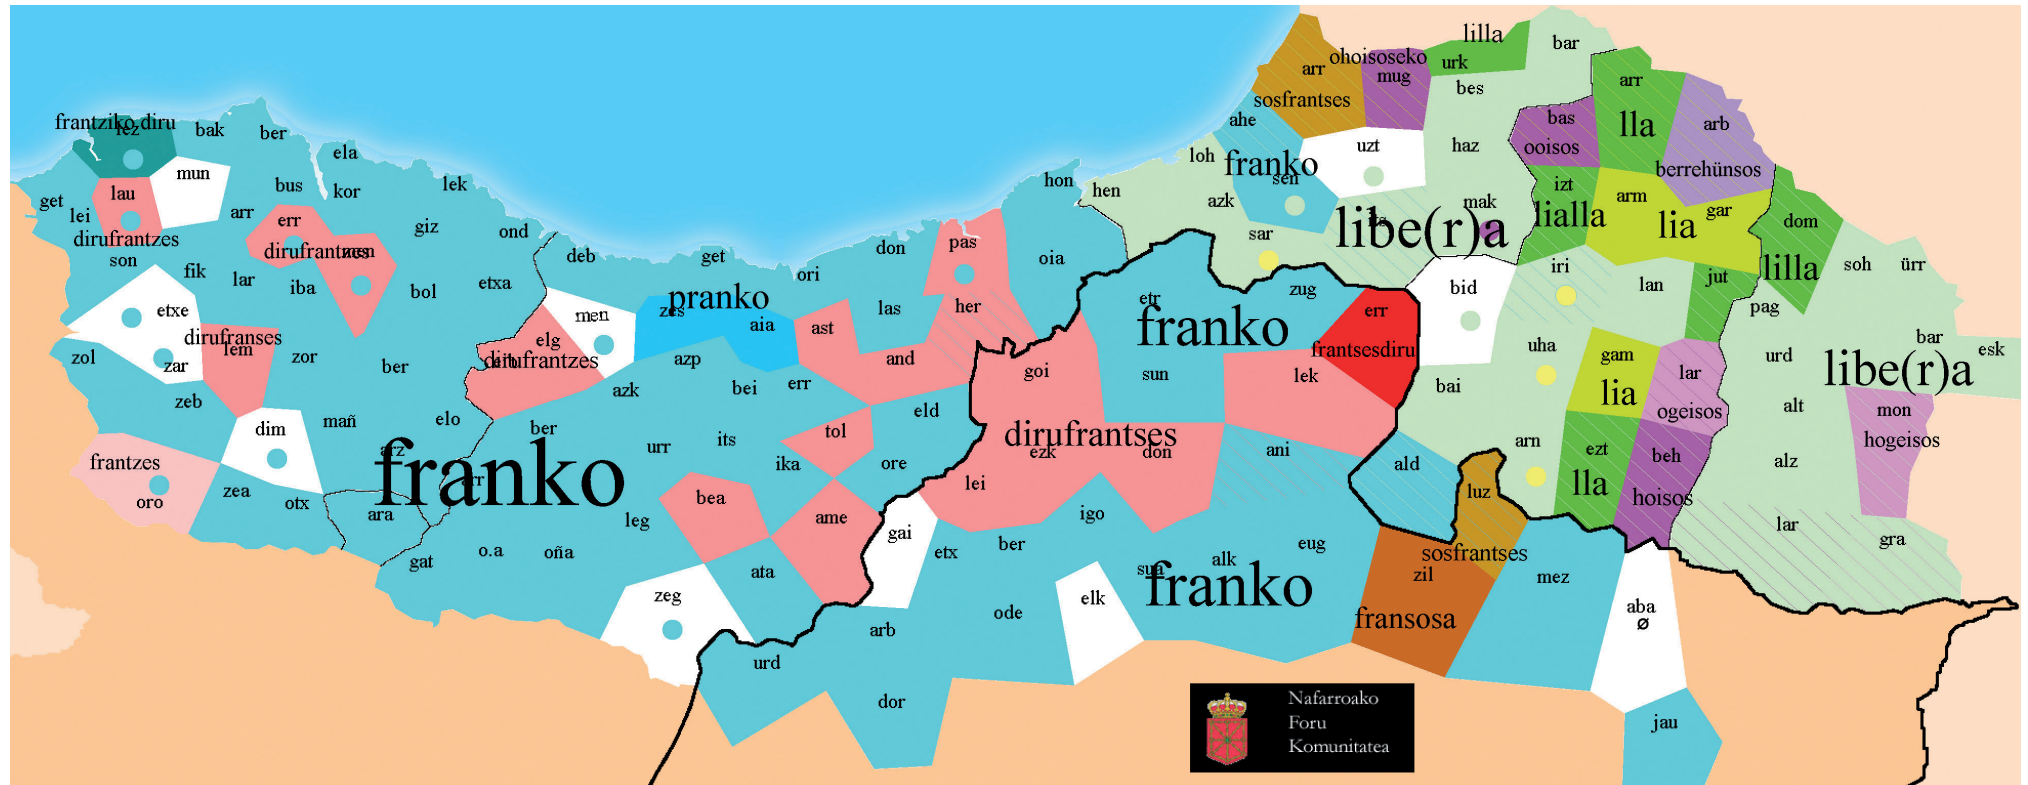 lilla
bar
ohoisoseko
arr
mug
urk
arr
bes
sosfrantses
frantziko diru
lez
bak
ber
ahe
bas
lla
arb
ela
loh
franko
uzt
haz
ooisos
berrehünsos
mun
lau
bus
kor
lek
hon
hen
sen
izt
arm
get
lei
arr
err
giz
azk
its
mak
lialla
lia
gar
dom
dirufrantzes
dirufrantzes
men
ond
don
pas
sar
libe(r)a
lilla
soh
ürr
son
fik
lar
iba
bol
etxa
deb
get
ori
oia
iri
lan
jut
etxe
men
pranko
zes
aia
ast
las
her
etr
zug
bid
pag
dirufranses
lem
elg
franko
err
frantsesdiru
uha
gam
bar
esk
zol
zar
zor
ber
dirufrantzes
azp
and
goi
sun
lek
bai
lia
lar
urd
libe(r)a
zeb
azk
bei
err
ogeisos
alt
mon
dim
mañ
elo
ber
urr
its
tol
eld
dirufrantses
ezk
don
ani
arn
ezt
beh
hogeisos
frantzes
arz
franko
ika
ore
ald
lla
alz
oro
zea
otx
ara
arr
bea
lei
luz
hoisos
leg
ame
igo
lar
gat
o.a
oña
gai
etx
ber
eug
sosfrantses
gra
ata
sua
alk
zil
mez
zeg
elk
franko
ode
fransosa
aba
ø
arb
urd
dor
jau
Nafarroako
Foru
Komunitatea